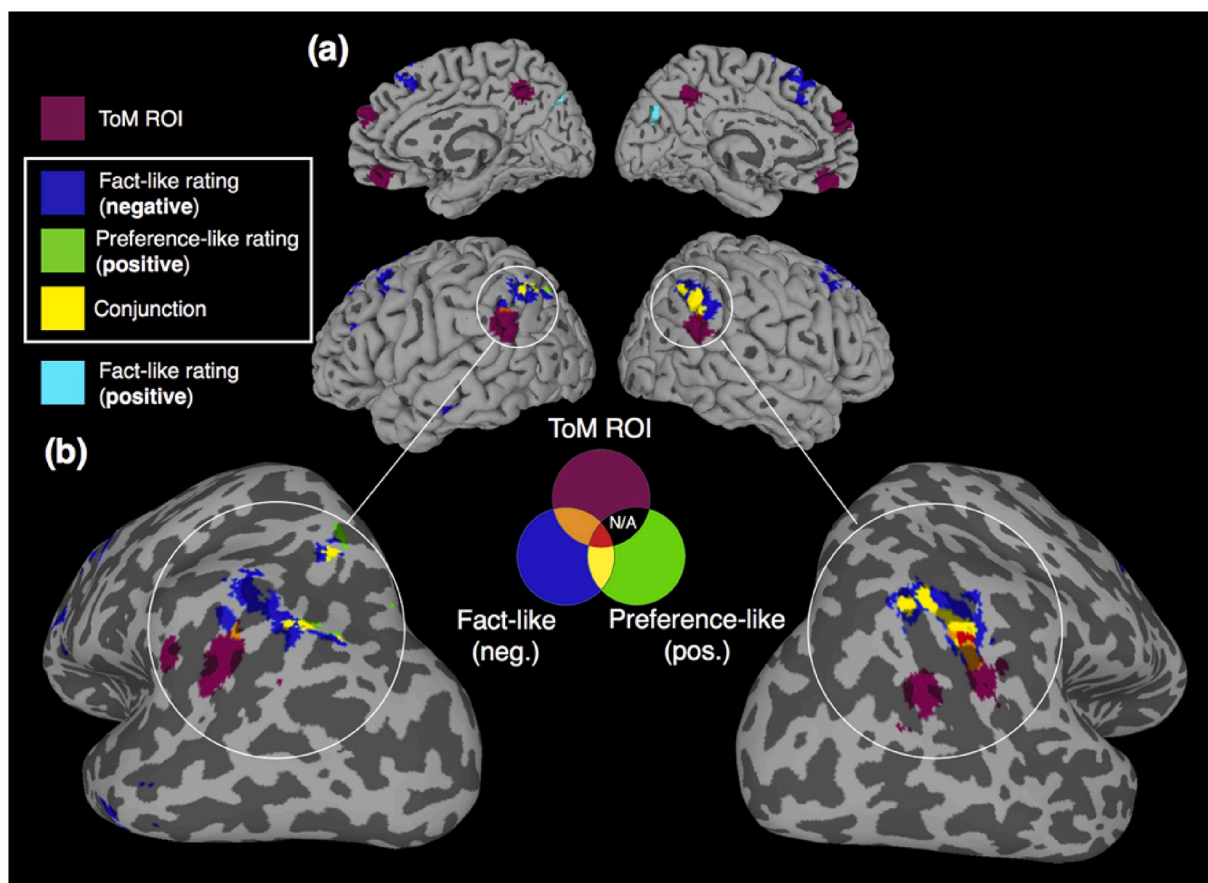 (a)
ToM ROI
Fact-like rating
(negative)
Preference-like rating
(positive)
Conjunction
Fact-like rating
(positive)
(b)
ToM ROI
N/A
Fact-like
(neg.)
Preference-like
(pos.)